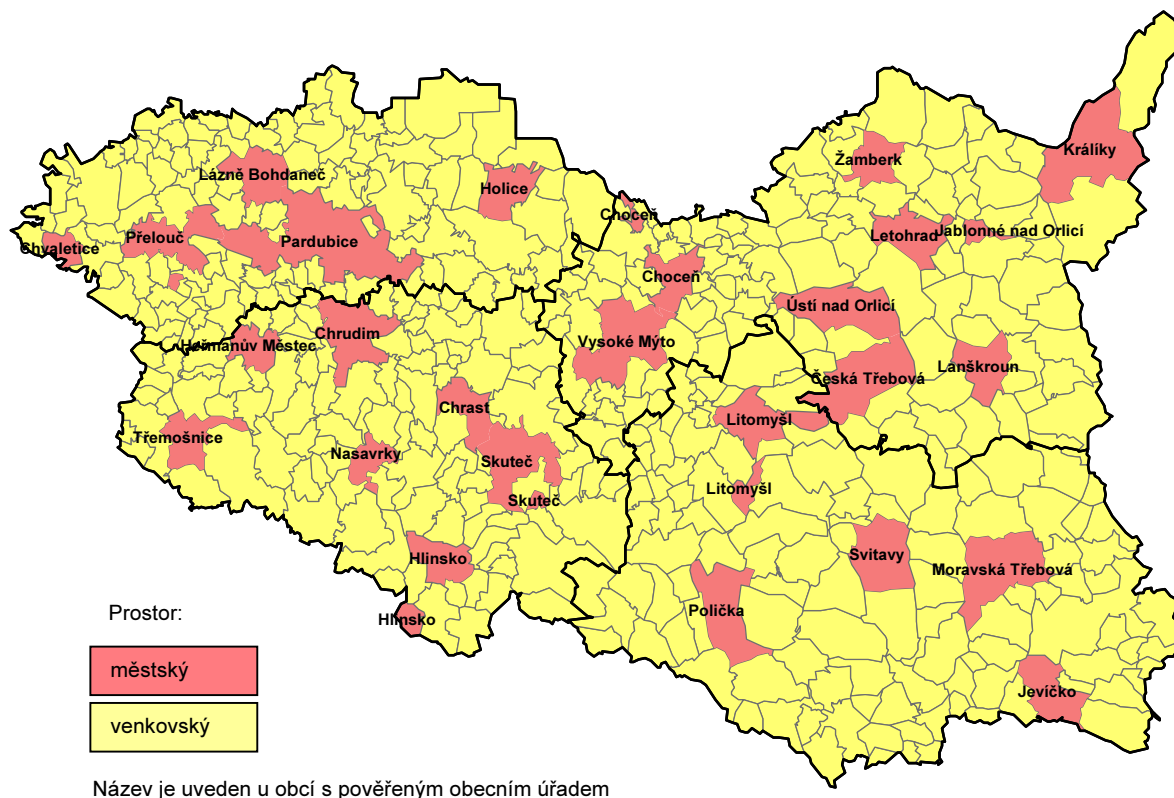 Králíky
Žamberk
Lázně Bohdaneč
Holice
Choceň
Letohrad
Jablonné nad Orlicí
Přelouč
Pardubice
Chvaletice
Choceň
Ústí nad Orlicí
Chrudim
Heřmanův Městec
Vysoké Mýto
Lanškroun
Česká Třebová
Chrast
Litomyšl
Třemošnice
Nasavrky
Skuteč
Litomyšl
Skuteč
Svitavy
Hlinsko
Moravská Třebová
Polička
Hlinsko
Jevíčko
Prostor:
městský
venkovský
Název je uveden u obcí s pověřeným obecním úřadem